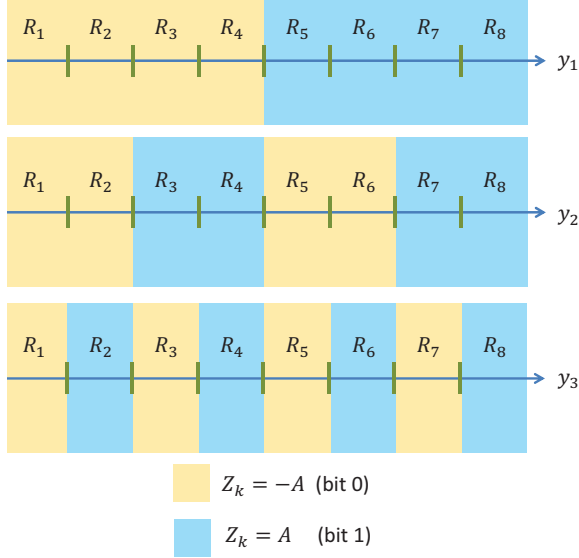 R₁ R₂ R₃ R₄ R₅ R₆ R₇ R₈
y₁
R₁ R₂ R₃ R₄ R₅ R₆ R₇ R₈
y₂
R₁ R₂ R₃ R₄ R₅ R₆ R₇ R₈
y₃
Zₖ = −A (bit 0)
Zₖ = A (bit 1)